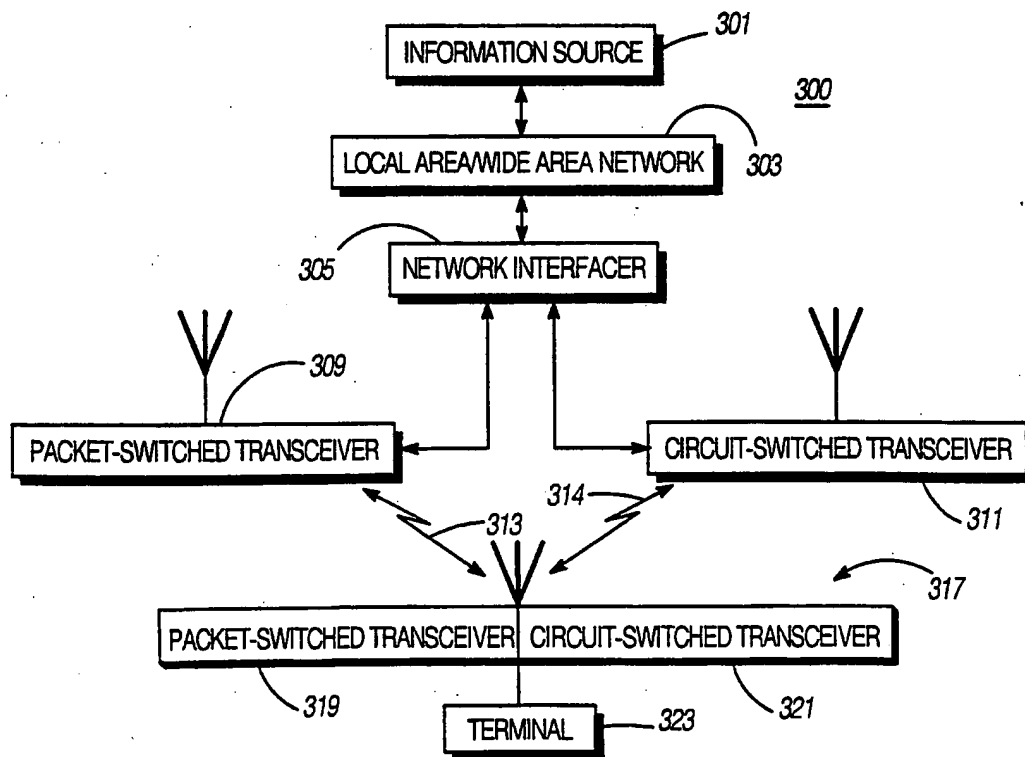 301
INFORMATION SOURCE
300
LOCAL AREA/WIDE AREA NETWORK
303
305
NETWORK INTERFACER
309
PACKET-SWITCHED TRANSCEIVER
CIRCUIT-SWITCHED TRANSCEIVER
314
313
311
317
PACKET-SWITCHED TRANSCEIVER
CIRCUIT-SWITCHED TRANSCEIVER
319
321
TERMINAL
323